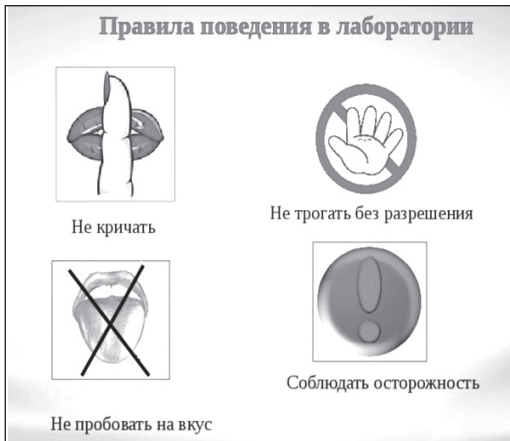 Правила поведения в лаборатории
Не кричать
Не трогать без разрешения
Не пробовать на вкус
Соблюдать осторожность